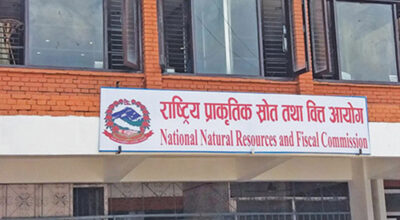 राष्ट्रिय प्राकृतिक स्रोत तथा वित्त आयोग
National Natural Resources and Fiscal Commission